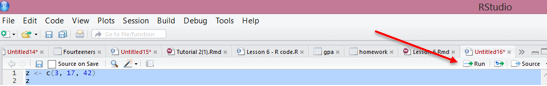 RStudio
File Edit Code View Plots Session Build Debug Tools Help
Go to file/function
Untitled14* Fourteeners Untitled15* Tutorial 2(1).Rmd Lesson 6 - R code.R gpa homework Lesson 6.Rmd Untitled16*
Source on Save Run Source
1 z <- c(3, 17, 42)
2 z